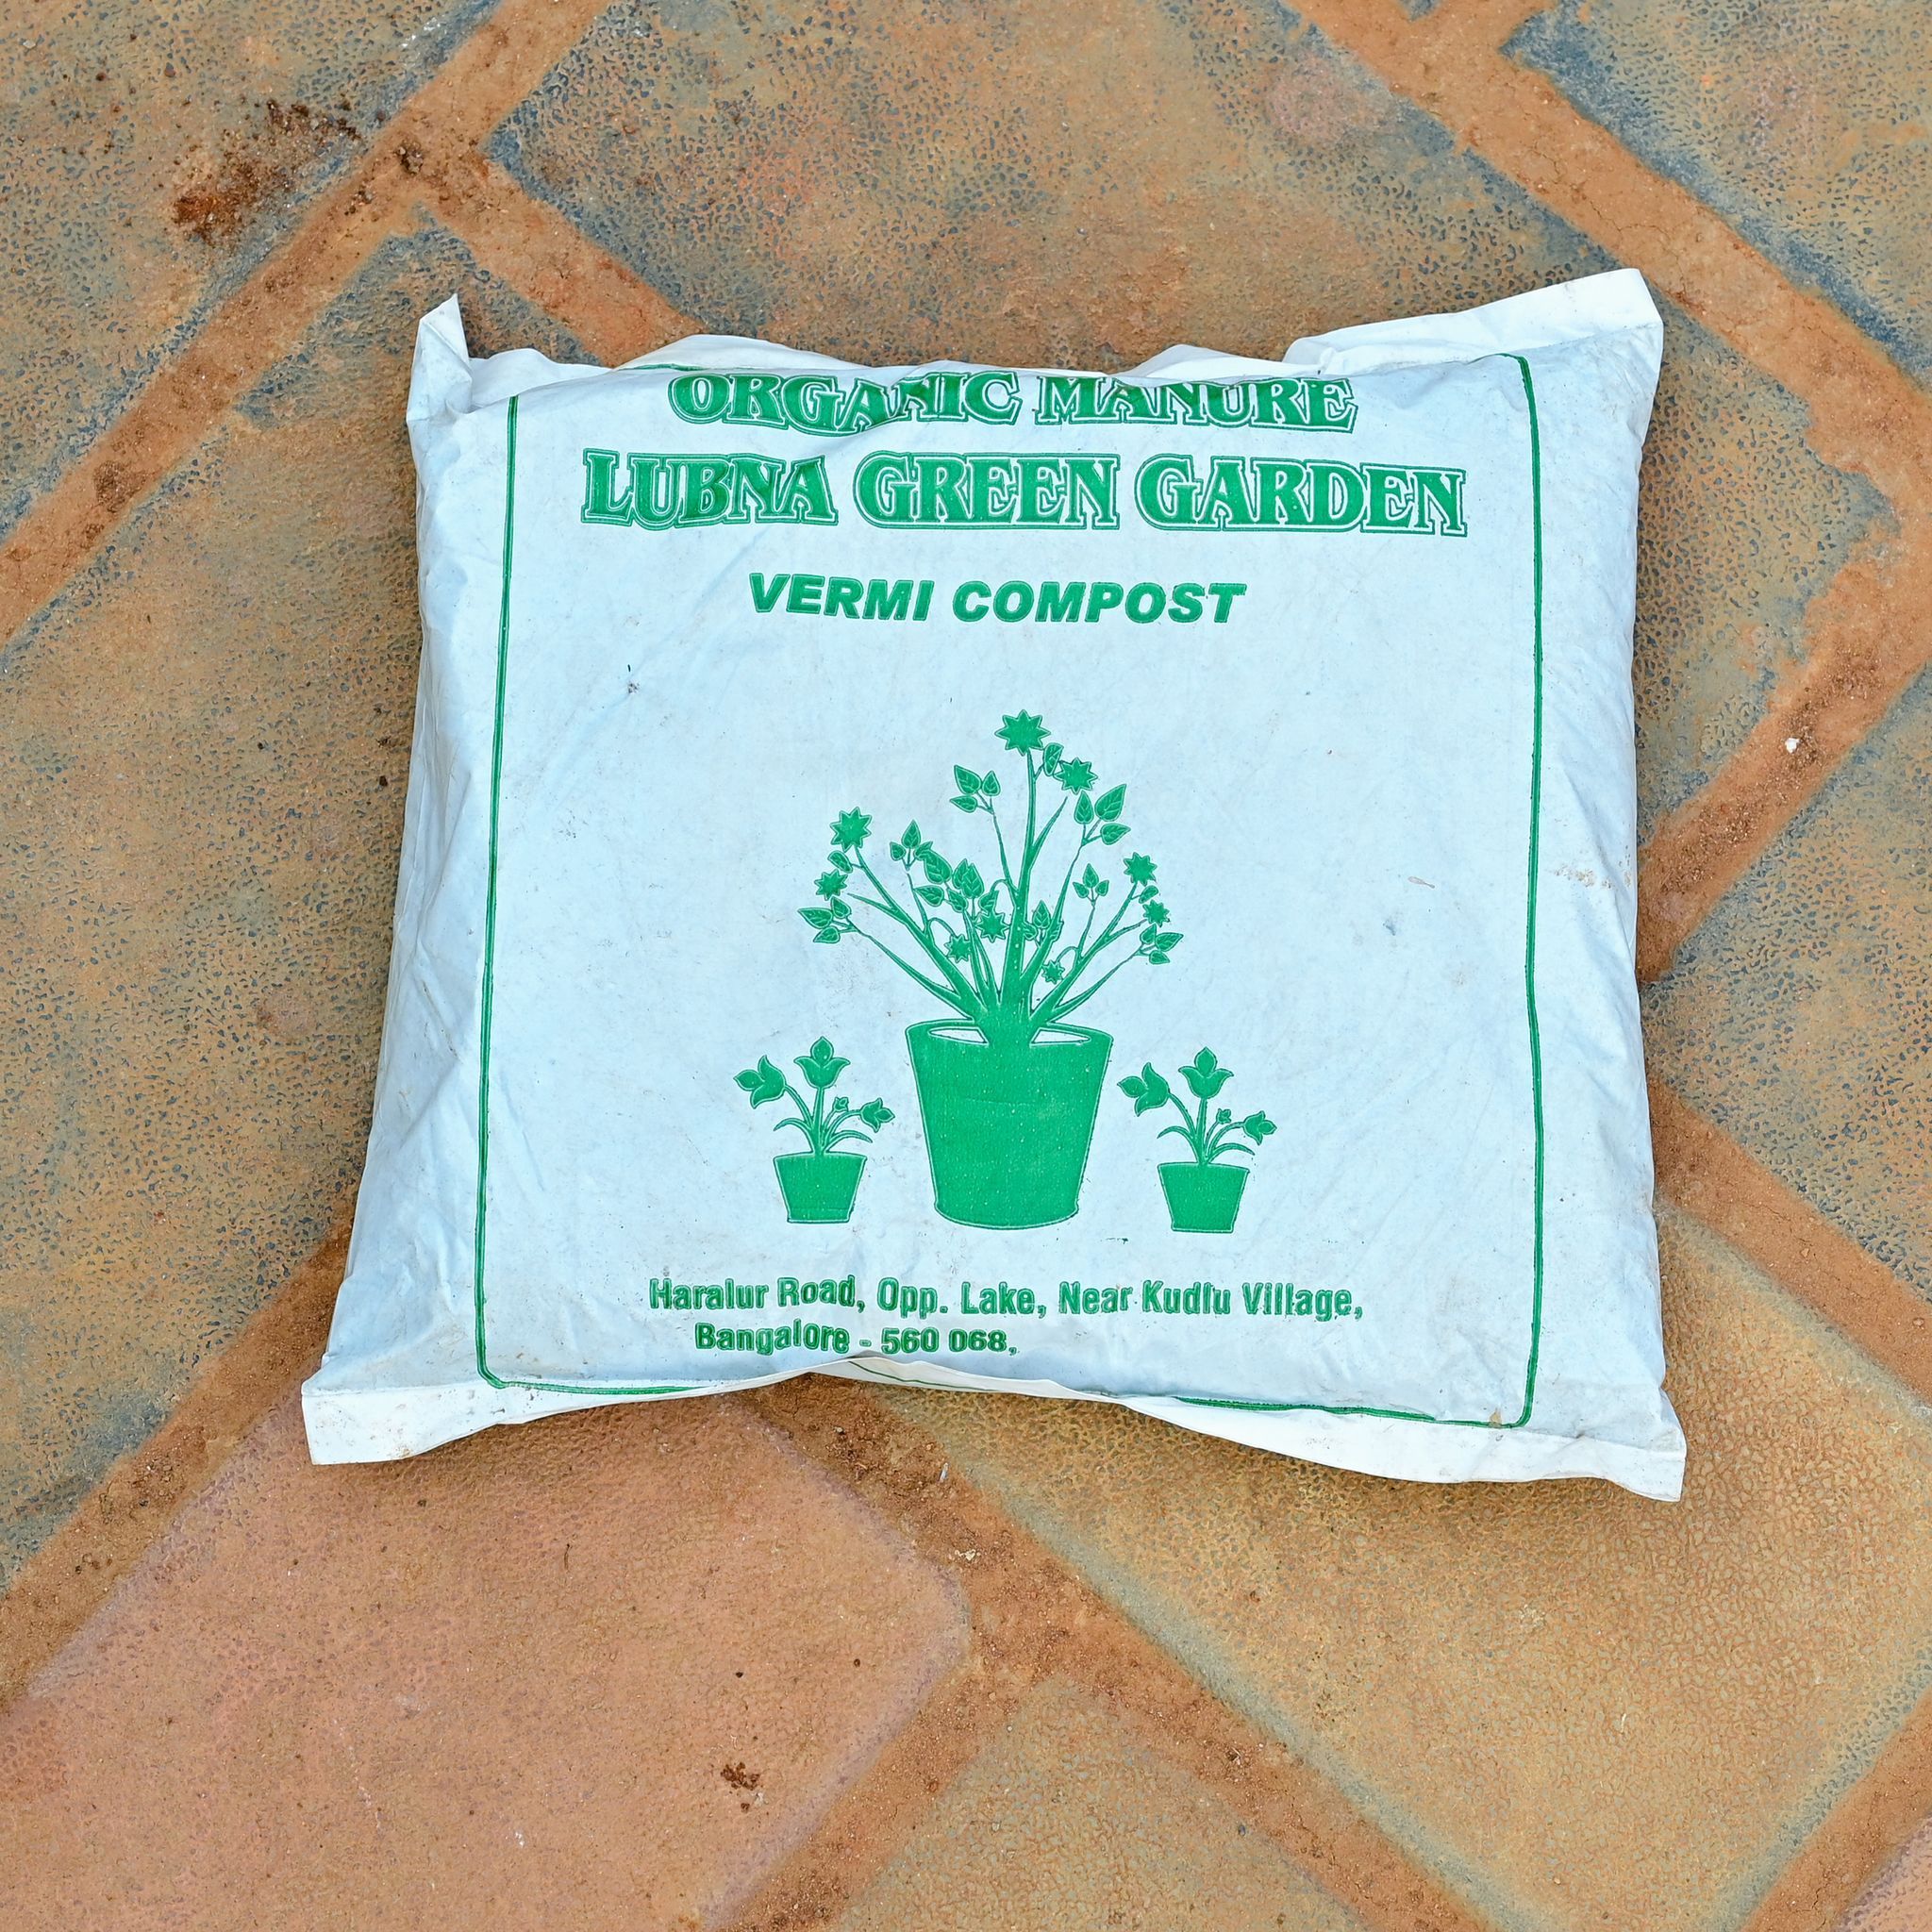 ORGANIC MANURE
LUBNA GREEN GARDEN
VERMI COMPOST
Haralur Road, Opp. Lake, Near Kudlu Village,
Bangalore - 560 068,